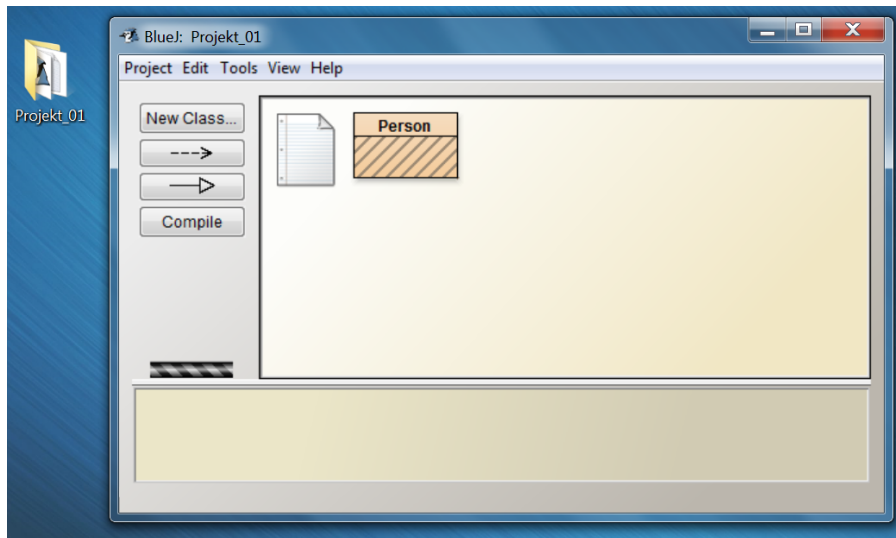 BlueJ: Projekt_01
Project Edit Tools View Help
Projekt_01
New Class...
Person
Compile